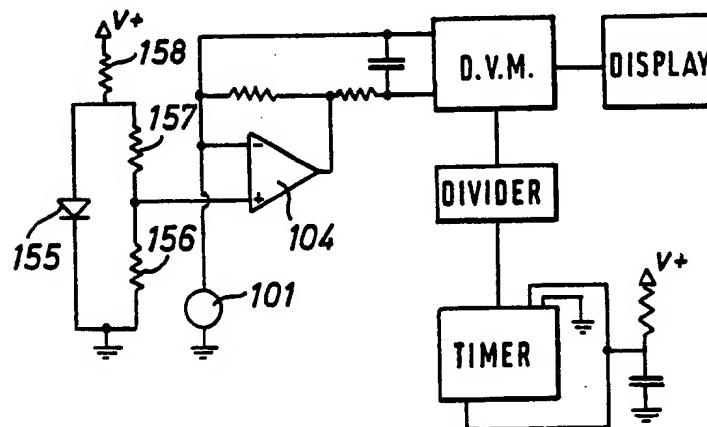 V+
158
157
155
156
104
101
D.V.M.
DISPLAY
DIVIDER
V+
TIMER
- 
+